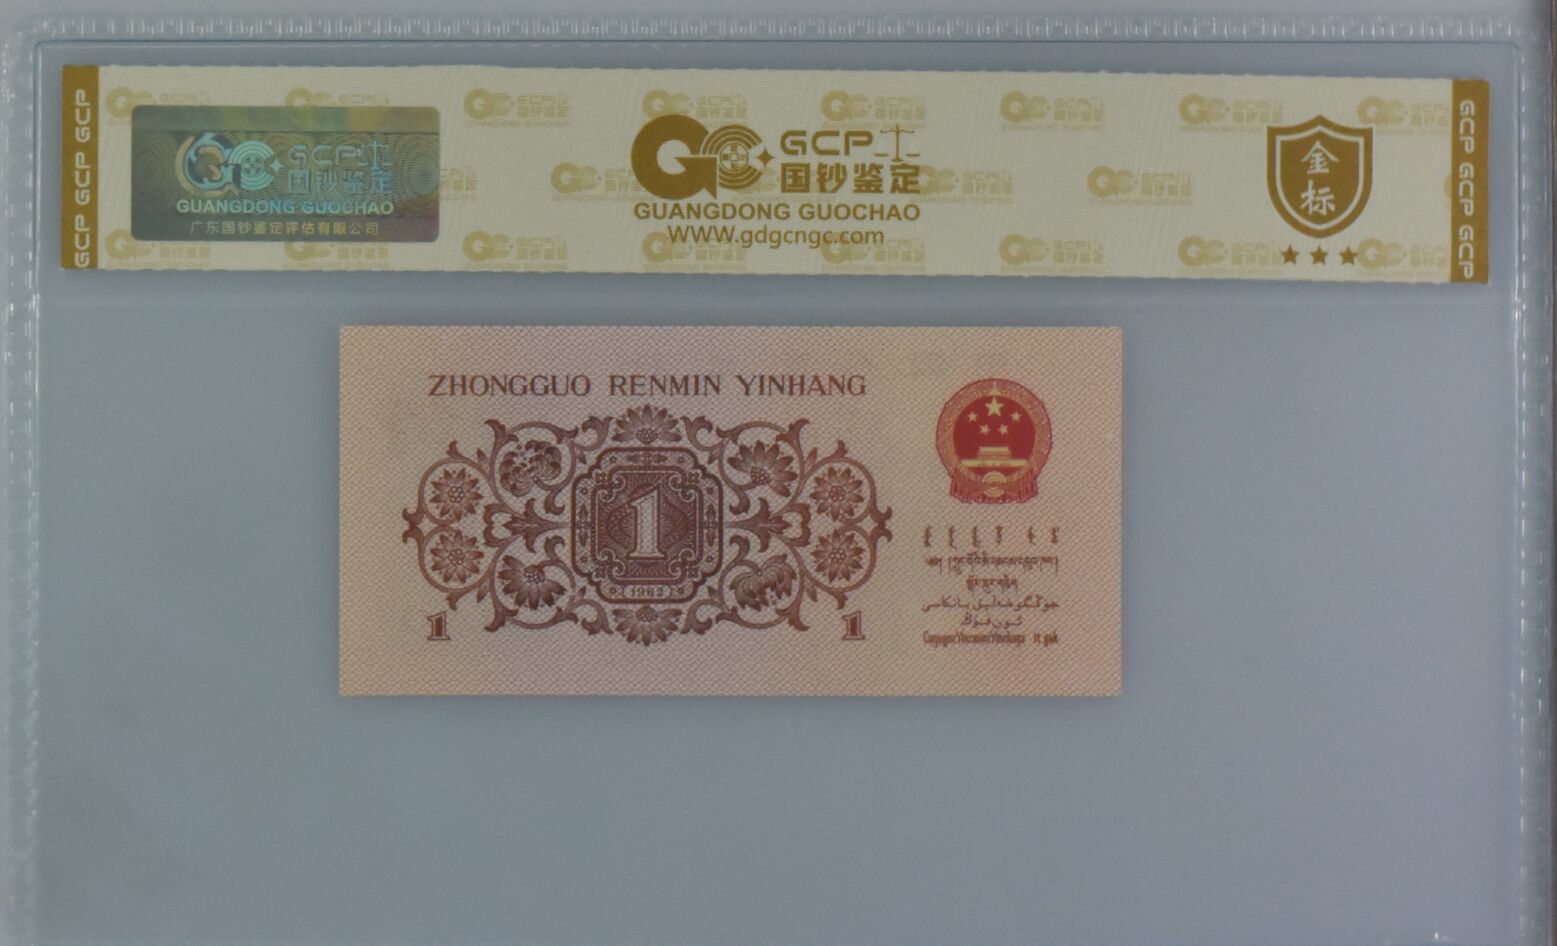 GCP GCP GCP
GCP 国钞鉴定
GUANGDONG GUOCHAO
广东国钞鉴定评估有限公司
GCP
国钞鉴定
GUANGDONG GUOCHAO
www.gdgcngc.com
金标
GCP GCP GCP
ZHONGGUO RENMIN YINHANG
1
1962
1
1